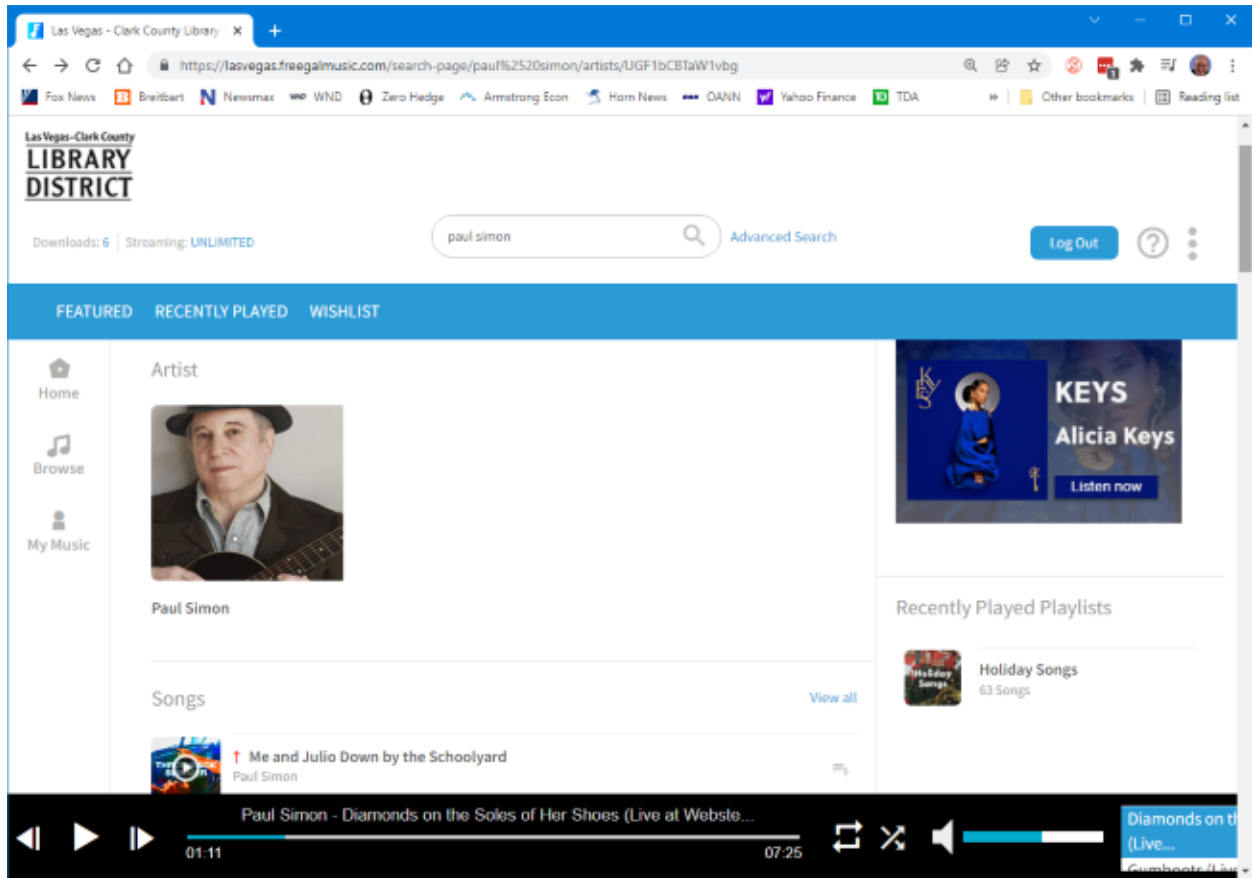 Las Vegas - Clark County Library
https://lasvegas.freegalmusic.com/search-page/paul%2520simon/artists/UGF1bCBTaW1vbg
Fox News Breitbart Newsmax WND Zero Hedge Armstrong Econ Horn News OANN Yahoo Finance TDA » Other bookmarks Reading list
Las Vegas-Clark County
LIBRARY
DISTRICT
Downloads: 6 Streaming: UNLIMITED paul simon Advanced Search Log Out ?
FEATURED RECENTLY PLAYED WISHLIST
Home
Browse
My Music
Artist
Paul Simon
Songs View all
† Me and Julio Down by the Schoolyard
Paul Simon
KEYS
Alicia Keys
Listen now
Recently Played Playlists
Holiday Songs
Holiday Songs
63 Songs
Paul Simon - Diamonds on the Soles of Her Shoes (Live at Webste...
01:11 07:25
Diamonds on th
(Live...
Gumboots (Live